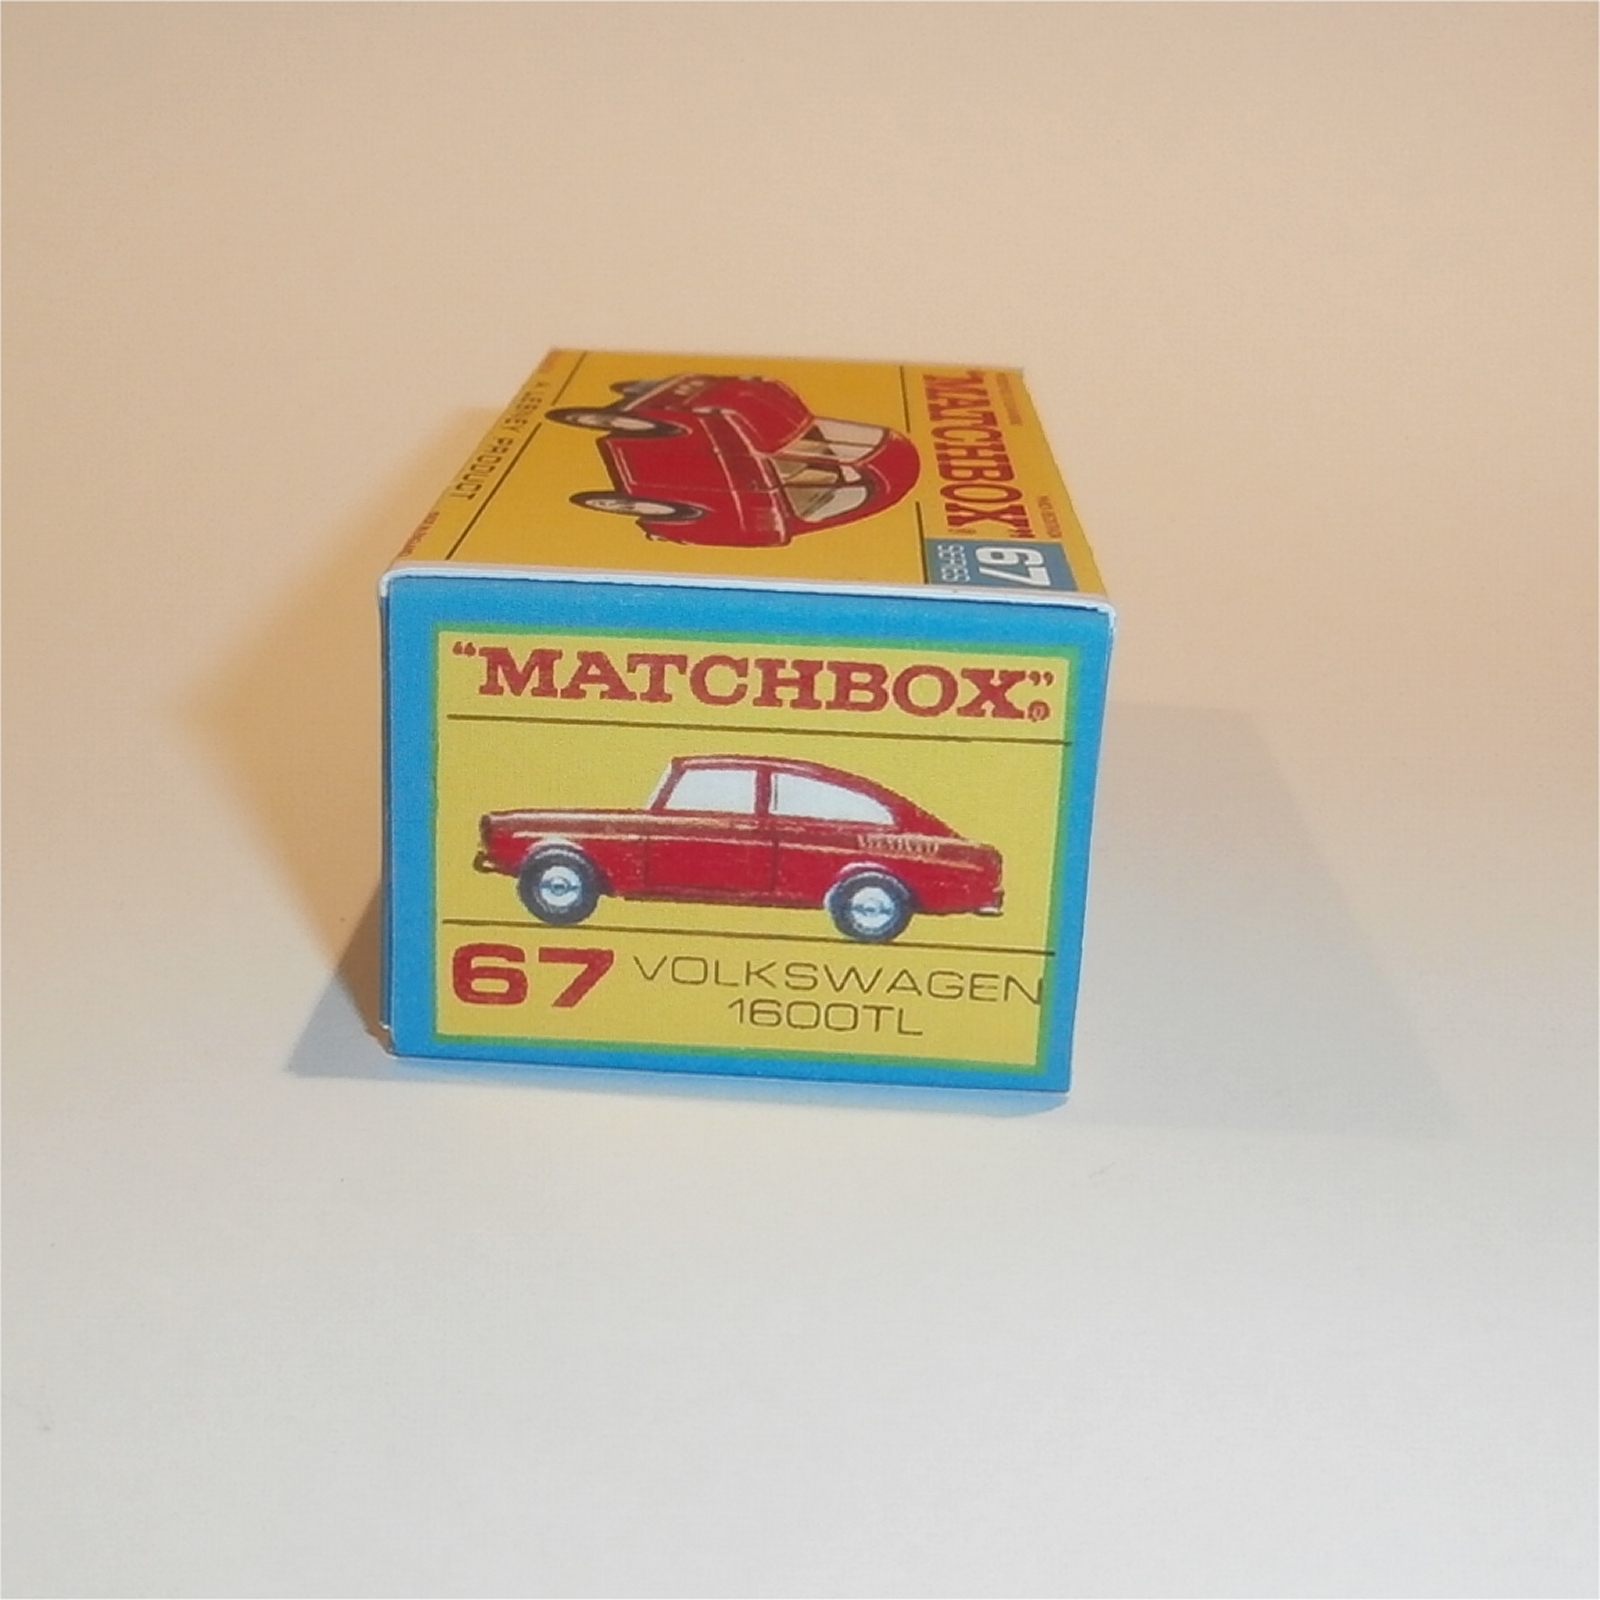 "MATCHBOX"®
67
SERIES
A LESNEY PRODUCT
"MATCHBOX"®
67 VOLKSWAGEN
1600TL